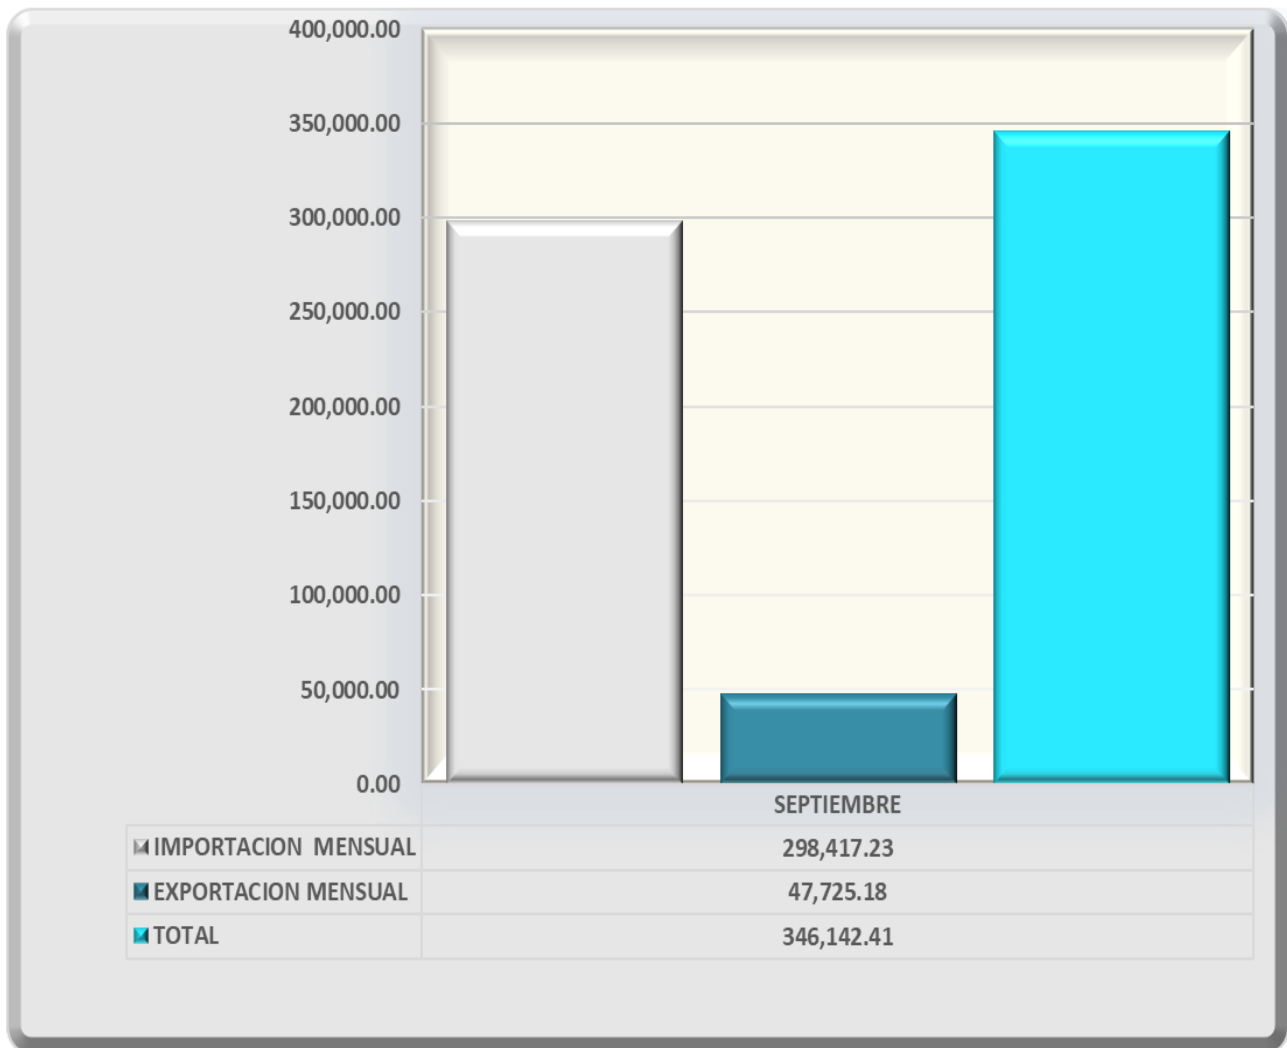 400,000.00
350,000.00
300,000.00
250,000.00
200,000.00
150,000.00
100,000.00
50,000.00
0.00
SEPTIEMBRE
IMPORTACION MENSUAL 298,417.23
EXPORTACION MENSUAL 47,725.18
TOTAL 346,142.41